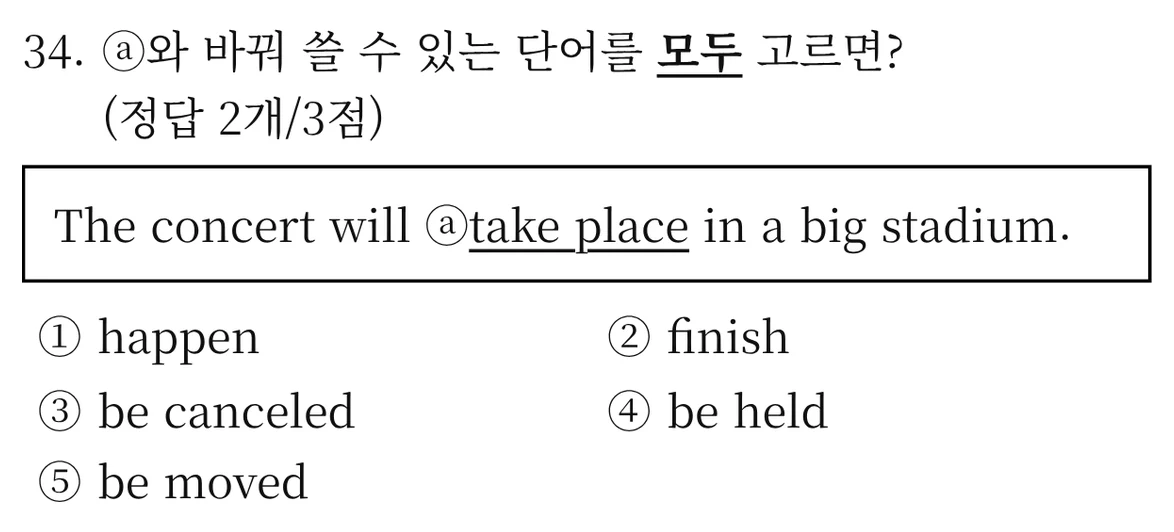 34. ⓐ와 바꿔 쓸 수 있는 단어를 모두 고르면?
(정답 2개/3점)
The concert will ⓐtake place in a big stadium.
① happen ② finish
③ be canceled ④ be held
⑤ be moved